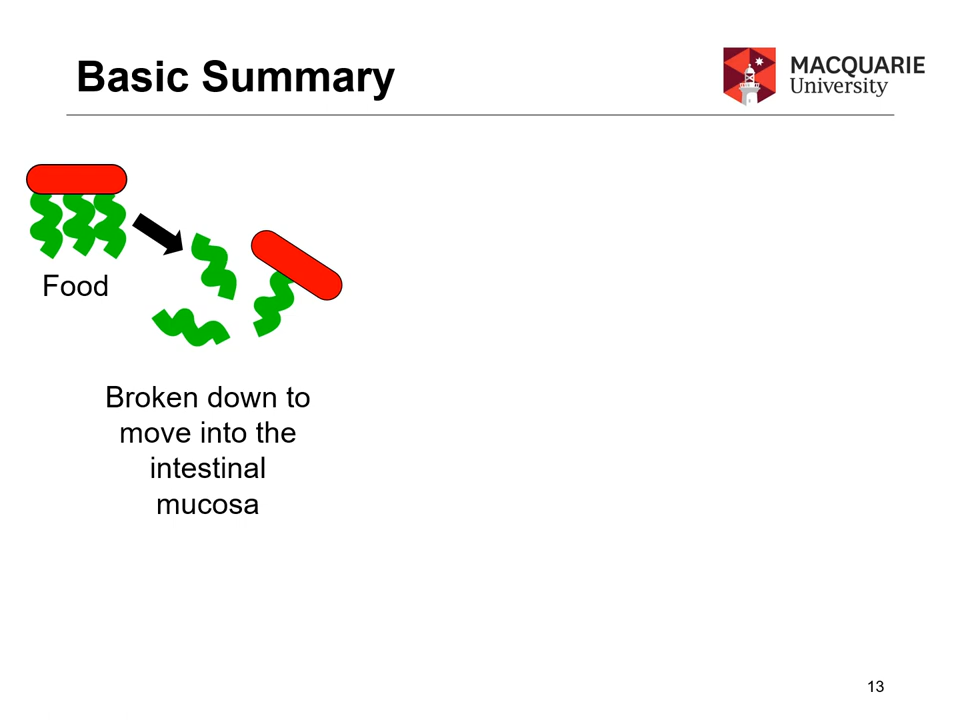 Basic Summary
MACQUARIE
University
Food
Broken down to
move into the
intestinal
mucosa
13